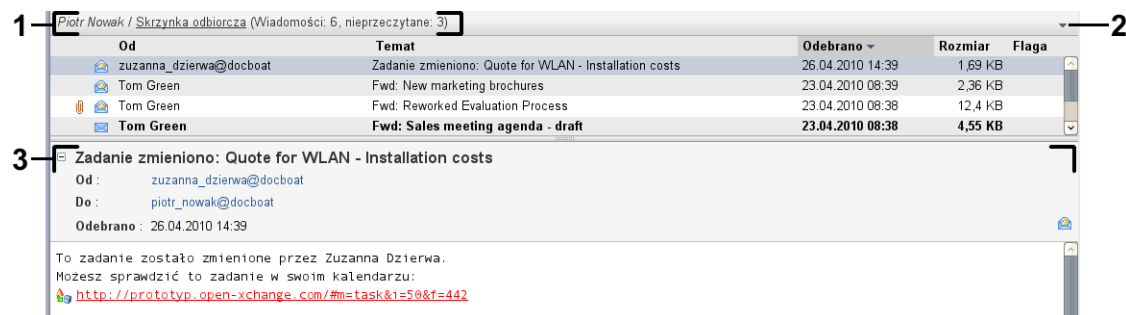 1 Piotr Nowak / Skrzynka odbiorcza (Wiadomości: 6, nieprzeczytane: 3) 2
Od Temat Odebrano Rozmiar Flaga
zuzanna_dzierwa@docboat Zadanie zmieniono: Quote for WLAN - Installation costs 26.04.2010 14:39 1,69 KB
Tom Green Fwd: New marketing brochures 23.04.2010 08:39 2,36 KB
Tom Green Fwd: Reworked Evaluation Process 23.04.2010 08:38 12,4 KB
Tom Green Fwd: Sales meeting agenda - draft 23.04.2010 08:38 4,55 KB
3 Zadanie zmieniono: Quote for WLAN - Installation costs
Od : zuzanna_dzierwa@docboat
Do : piotr_nowak@docboat
Odebrano : 26.04.2010 14:39
To zadanie zostało zmienione przez Zuzanna Dzierwa.
Możesz sprawdzić to zadanie w swoim kalendarzu:
http://prototyp.open-xchange.com/#m=task&i=50&f=442